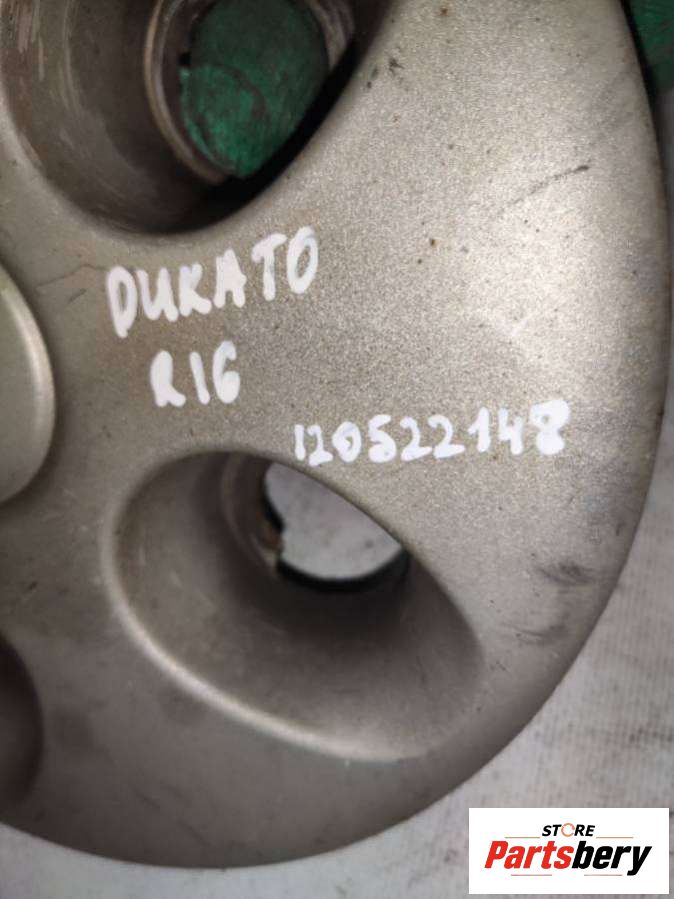 DUKATO
R16
120522148
STORE
Partsbery